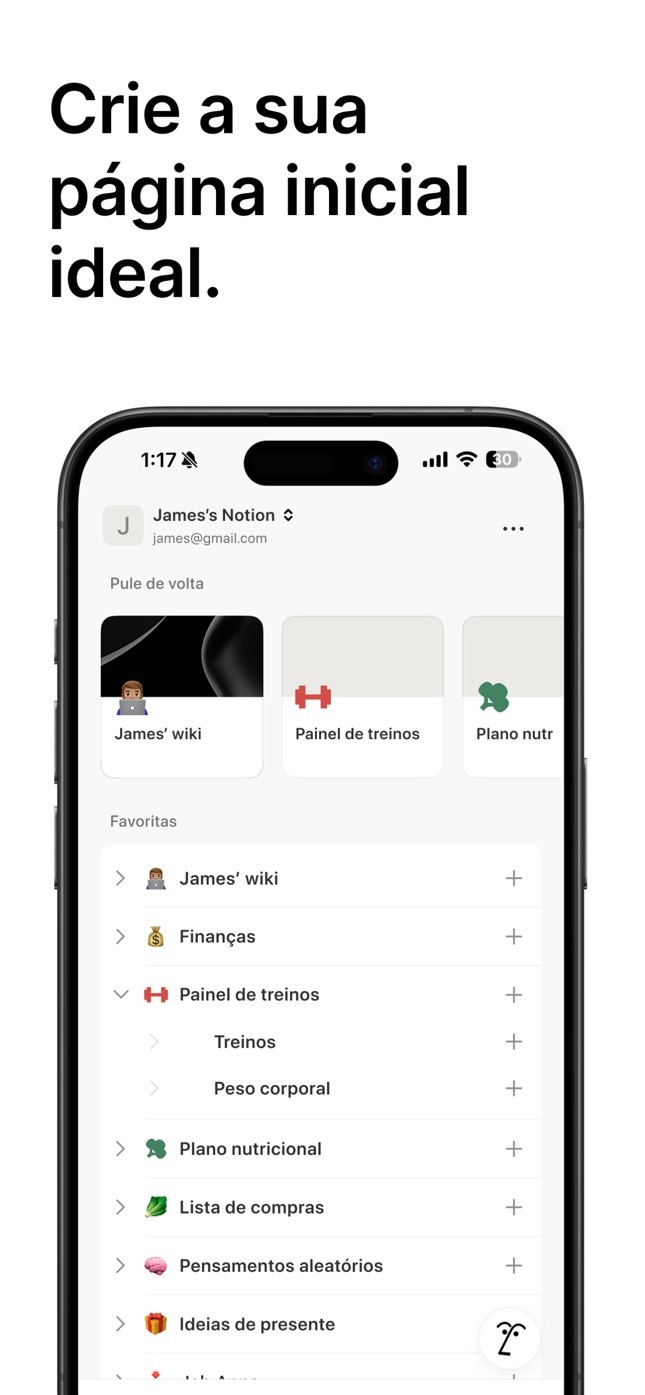 Crie a sua
página inicial
ideal.
1:17
30
J
James's Notion
james@gmail.com
Pule de volta
James' wiki
Painel de treinos
Plano nutr
Favoritas
James' wiki
Finanças
Painel de treinos
Treinos
Peso corporal
Plano nutricional
Lista de compras
Pensamentos aleatórios
Ideias de presente